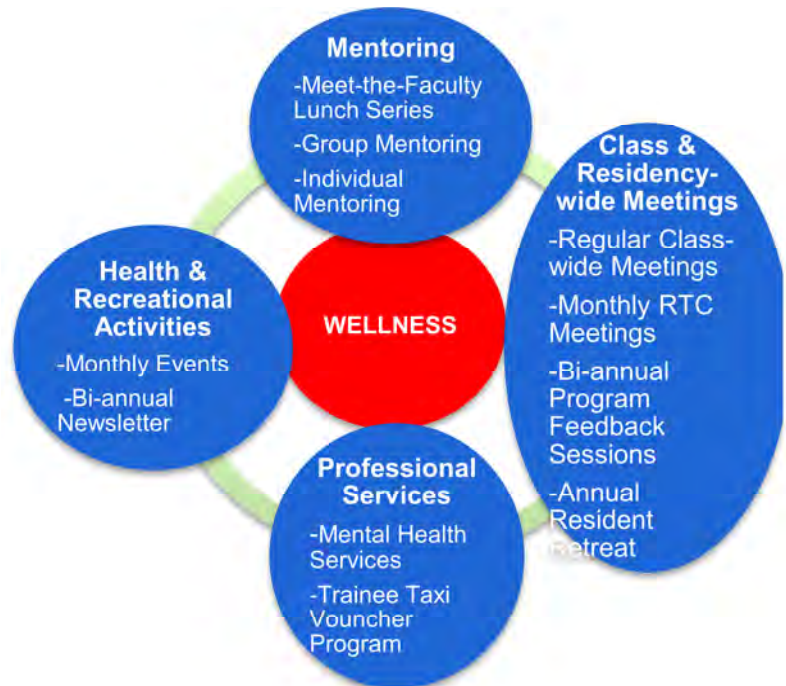 Mentoring
-Meet-the-Faculty
Lunch Series
-Group Mentoring
-Individual
Mentoring
Class &
Residency-
wide Meetings
-Regular Class-
wide Meetings
-Monthly RTC
Meetings
-Bi-annual
Program
Feedback
Sessions
-Annual
Resident
Retreat
Health &
Recreational
Activities
-Monthly Events
-Bi-annual
Newsletter
WELLNESS
Professional
Services
-Mental Health
Services
-Trainee Taxi
Vouncher
Program